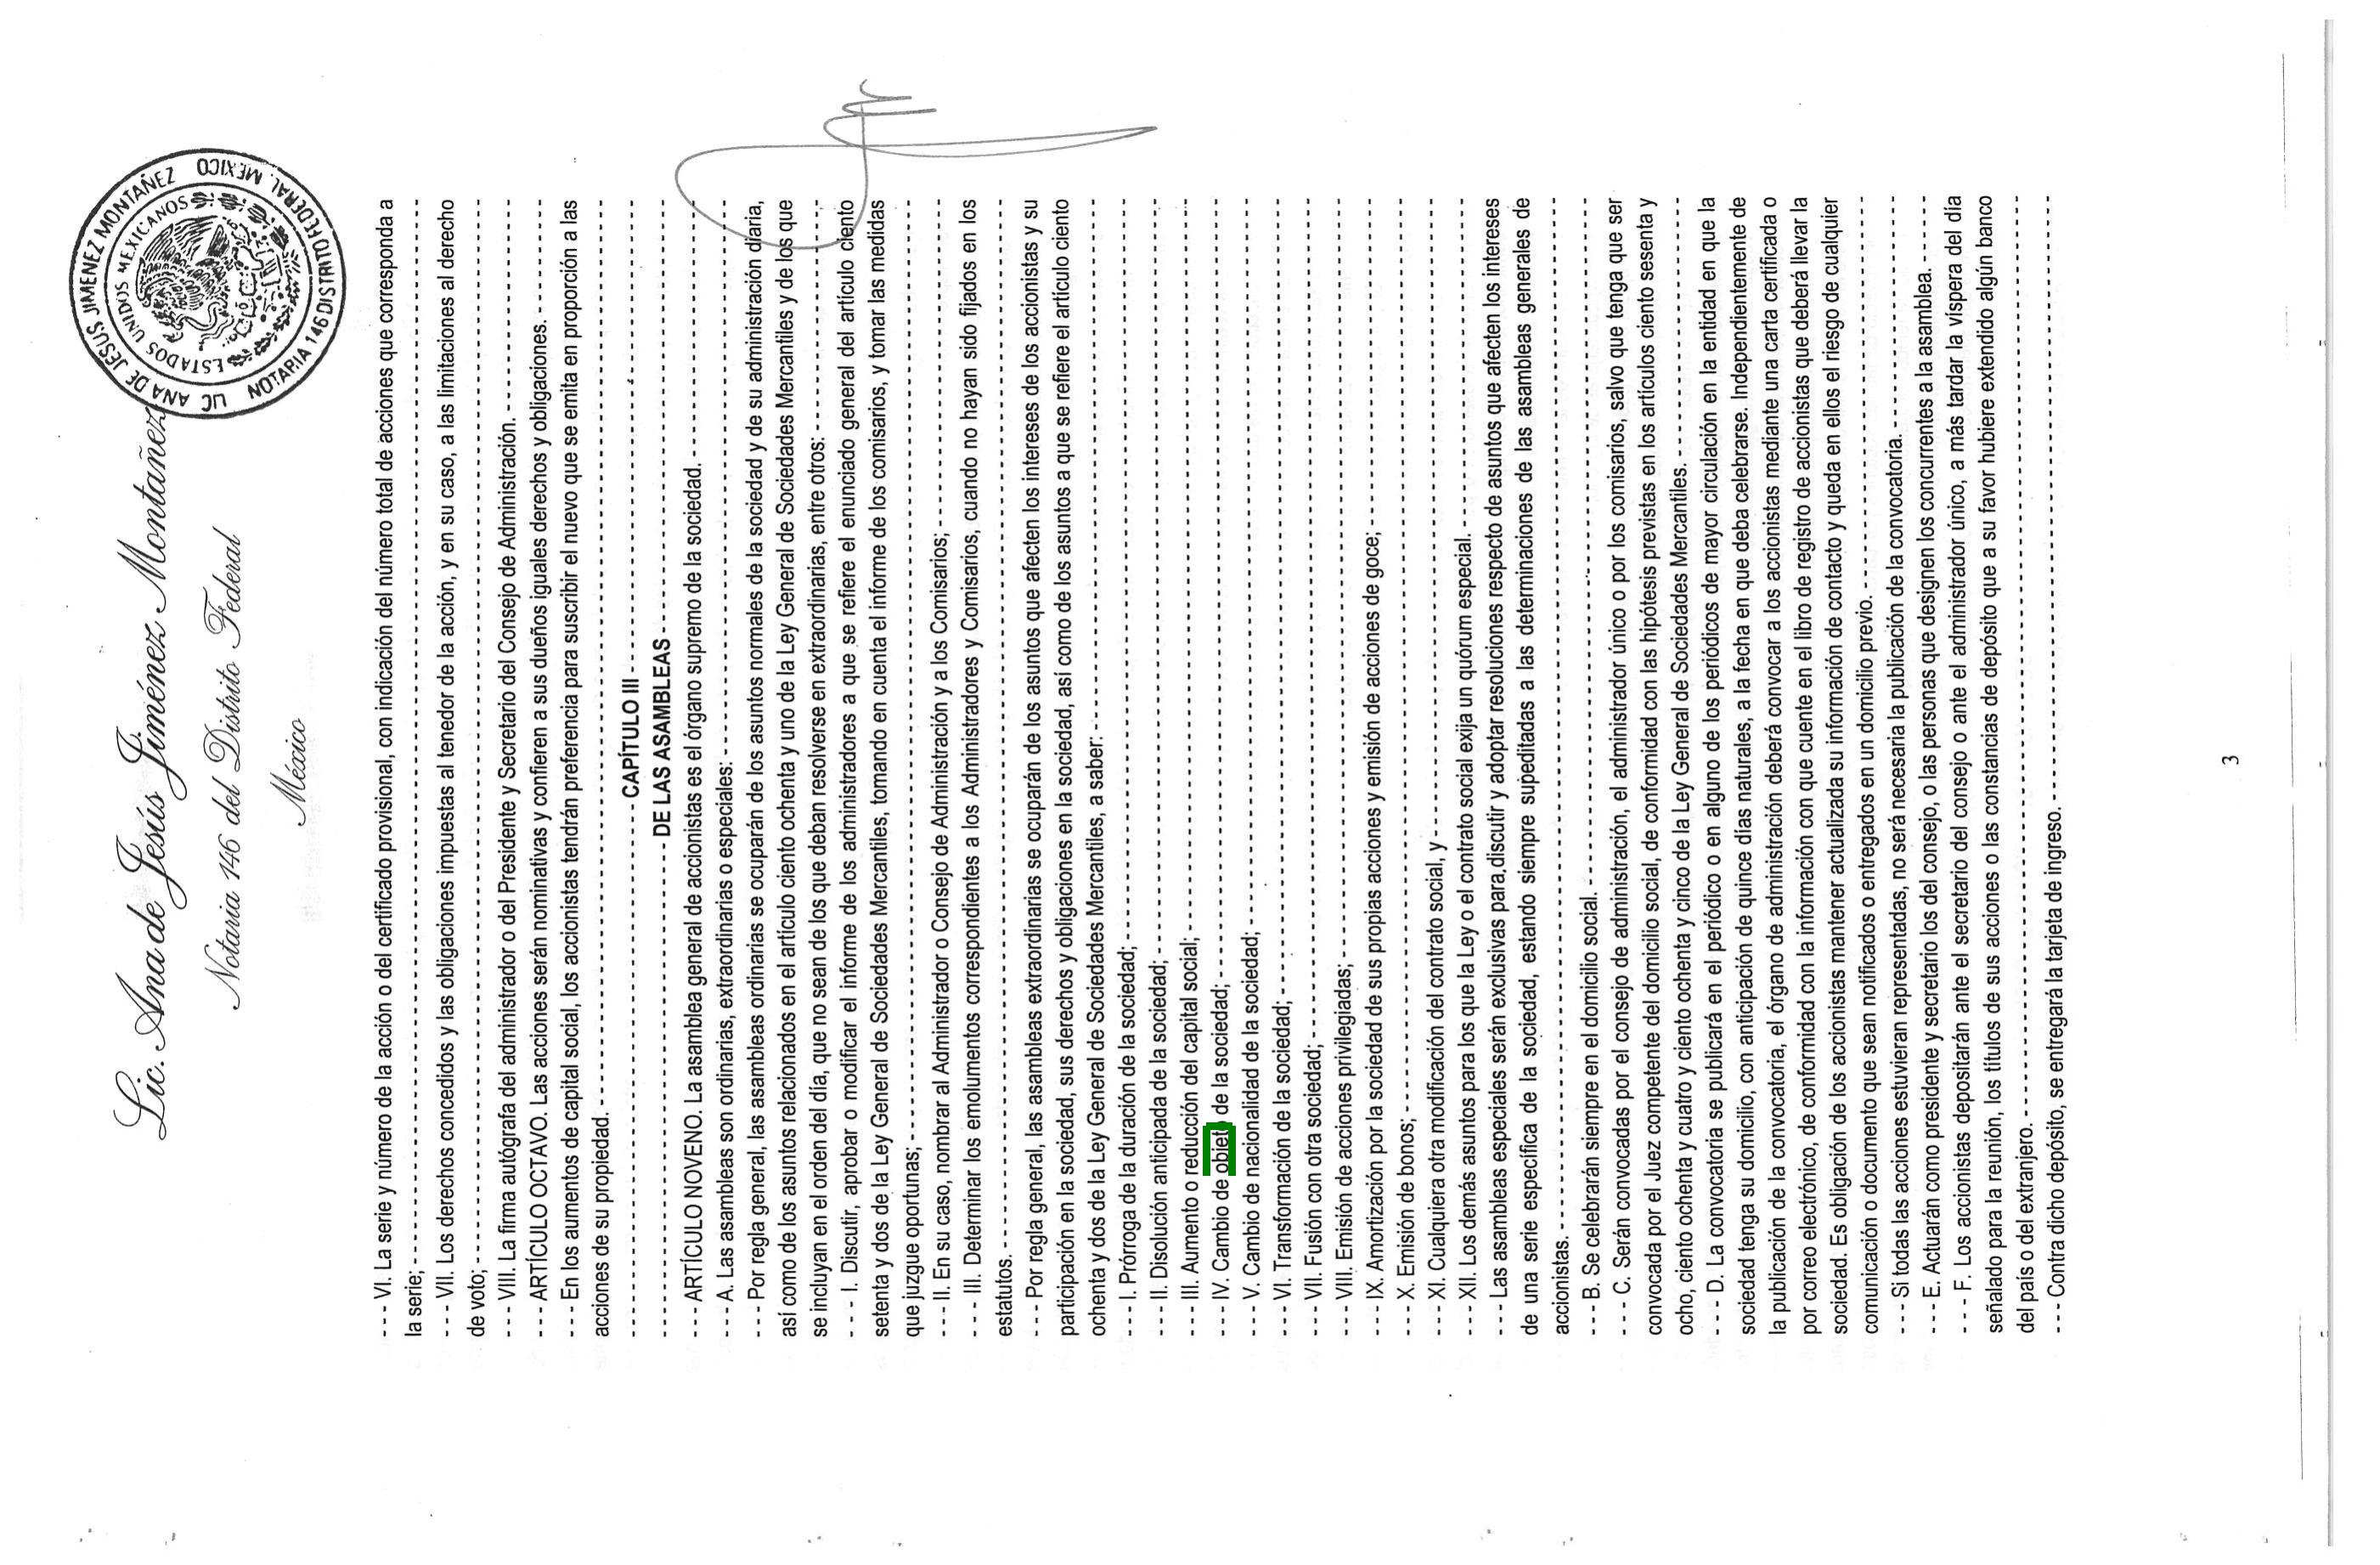 Lic. Ana de Jesús Jiménez Montañez
Notaria 146 del Distrito Federal
México
LIC ANA DE JESUS JIMENEZ MONTAÑEZ
NOTARIA 146 DISTRITO FEDERAL. MEXICO
ESTADOS UNIDOS MEXICANOS
- - - VI. La serie y número de la acción o del certificado provisional, con indicación del número total de acciones que corresponda a
la serie; - - -
- - - VII. Los derechos concedidos y las obligaciones impuestas al tenedor de la acción, y en su caso, a las limitaciones al derecho
de voto; - - -
- - - VIII. La firma autógrafa del administrador o del Presidente y Secretario del Consejo de Administración. - - -
- - - ARTÍCULO OCTAVO. Las acciones serán nominativas y confieren a sus dueños iguales derechos y obligaciones. - - -
- - - En los aumentos de capital social, los accionistas tendrán preferencia para suscribir el nuevo que se emita en proporción a las
acciones de su propiedad. - - -
- - - CAPÍTULO III - - -
- - - DE LAS ASAMBLEAS - - -
- - - ARTÍCULO NOVENO. La asamblea general de accionistas es el órgano supremo de la sociedad. - - -
- - - A. Las asambleas son ordinarias, extraordinarias o especiales: - - -
- - - Por regla general, las asambleas ordinarias se ocuparán de los asuntos normales de la sociedad y de su administración diaria,
así como de los asuntos relacionados en el artículo ciento ochenta y uno de la Ley General de Sociedades Mercantiles y de los que
se incluyan en el orden del día, que no sean de los que deban resolverse en extraordinarias, entre otros: - - -
- - - I. Discutir, aprobar o modificar el informe de los administradores a que se refiere el enunciado general del artículo ciento
setenta y dos de la Ley General de Sociedades Mercantiles, tomando en cuenta el informe de los comisarios, y tomar las medidas
que juzgue oportunas; - - -
- - - II. En su caso, nombrar al Administrador o Consejo de Administración y a los Comisarios; - - -
- - - III. Determinar los emolumentos correspondientes a los Administradores y Comisarios, cuando no hayan sido fijados en los
estatutos. - - -
- - - Por regla general, las asambleas extraordinarias se ocuparán de los asuntos que afecten los intereses de los accionistas y su
participación en la sociedad, sus derechos y obligaciones en la sociedad, así como de los asuntos a que se refiere el artículo ciento
ochenta y dos de la Ley General de Sociedades Mercantiles, a saber: - - -
- - - I. Prórroga de la duración de la sociedad; - - -
- - - II. Disolución anticipada de la sociedad; - - -
- - - III. Aumento o reducción del capital social; - - -
- - - IV. Cambio de objeto de la sociedad; - - -
- - - V. Cambio de nacionalidad de la sociedad; - - -
- - - VI. Transformación de la sociedad; - - -
- - - VII. Fusión con otra sociedad; - - -
- - - VIII. Emisión de acciones privilegiadas; - - -
- - - IX. Amortización por la sociedad de sus propias acciones y emisión de acciones de goce; - - -
- - - X. Emisión de bonos; - - -
- - - XI. Cualquiera otra modificación del contrato social, y - - -
- - - XII. Los demás asuntos para los que la Ley o el contrato social exija un quórum especial. - - -
- - - Las asambleas especiales serán exclusivas para discutir y adoptar resoluciones respecto de asuntos que afecten los intereses
de una serie específica de la sociedad, estando siempre supeditadas a las determinaciones de las asambleas generales de
accionistas. - - -
- - - B. Se celebrarán siempre en el domicilio social. - - -
- - - C. Serán convocadas por el consejo de administración, el administrador único o por los comisarios, salvo que tenga que ser
convocada por el Juez competente del domicilio social, de conformidad con las hipótesis previstas en los artículos ciento sesenta y
ocho, ciento ochenta y cuatro y ciento ochenta y cinco de la Ley General de Sociedades Mercantiles. - - -
- - - D. La convocatoria se publicará en el periódico o en alguno de los periódicos de mayor circulación en la entidad en que la
sociedad tenga su domicilio, con anticipación de quince días naturales, a la fecha en que deba celebrarse. Independientemente de
la publicación de la convocatoria, el órgano de administración deberá convocar a los accionistas mediante una carta certificada o
por correo electrónico, de conformidad con la información con que cuente en el libro de registro de accionistas que deberá llevar la
sociedad. Es obligación de los accionistas mantener actualizada su información de contacto y queda en ellos el riesgo de cualquier
comunicación o documento que sean notificados o entregados en un domicilio previo. - - -
- - - Si todas las acciones estuvieran representadas, no será necesaria la publicación de la convocatoria. - - -
- - - E. Actuarán como presidente y secretario los del consejo, o las personas que designen los concurrentes a la asamblea. - - -
- - - F. Los accionistas depositarán ante el secretario del consejo o ante el administrador único, a más tardar la víspera del día
señalado para la reunión, los títulos de sus acciones o las constancias de depósito que a su favor hubiere extendido algún banco
del país o del extranjero. - - -
- - - Contra dicho depósito, se entregará la tarjeta de ingreso. - - -
3